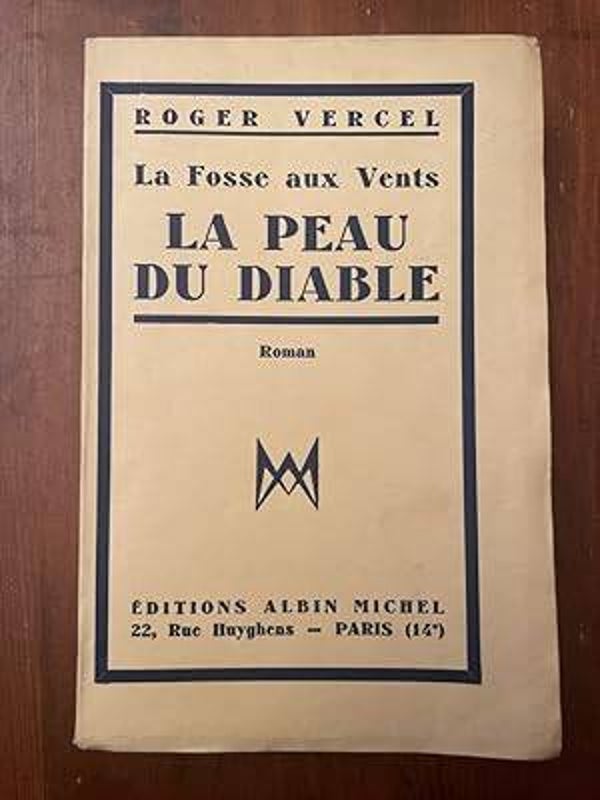 ROGER VERCEL
La Fosse aux Vents
LA PEAU
DU DIABLE
Roman
ÉDITIONS ALBIN MICHEL
22, Rue Huyghens — PARIS (14ᵉ)